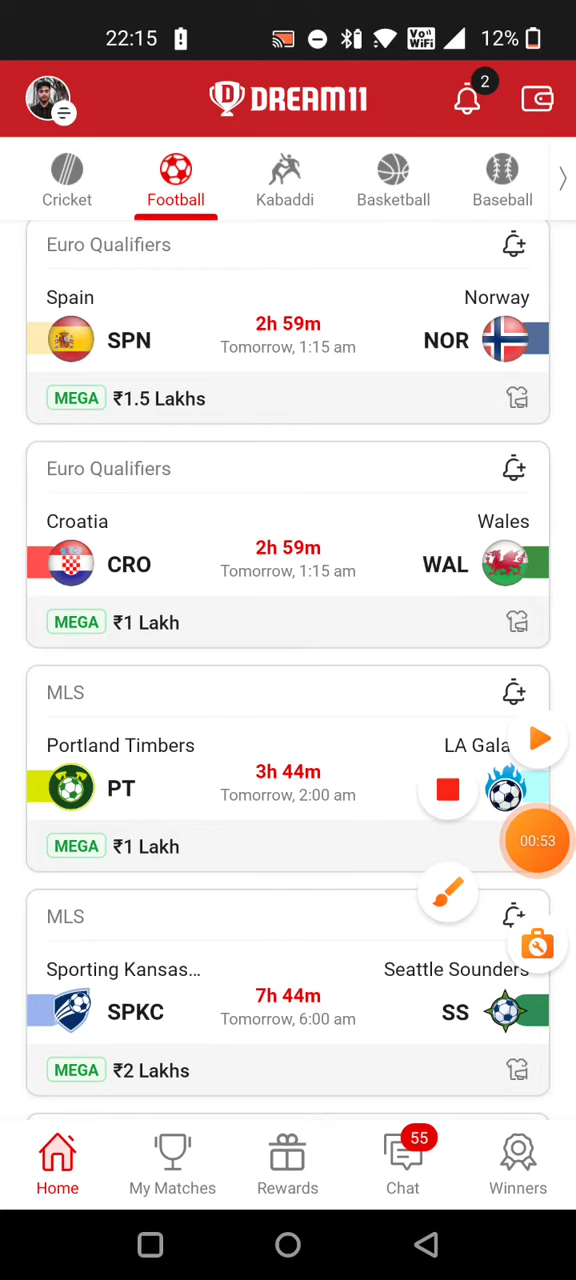 22:15
Vo WiFi
12%
DREAM11
2
Cricket
Football
Kabaddi
Basketball
Baseball
Euro Qualifiers
Spain
Norway
2h 59m
SPN
NOR
Tomorrow, 1:15 am
MEGA ₹1.5 Lakhs
Euro Qualifiers
Croatia
Wales
2h 59m
CRO
WAL
Tomorrow, 1:15 am
MEGA ₹1 Lakh
MLS
Portland Timbers
LA Gala
3h 44m
PT
Tomorrow, 2:00 am
MEGA ₹1 Lakh
00:53
MLS
Sporting Kansas...
Seattle Sounders
7h 44m
SPKC
SS
Tomorrow, 6:00 am
MEGA ₹2 Lakhs
55
Home
My Matches
Rewards
Chat
Winners